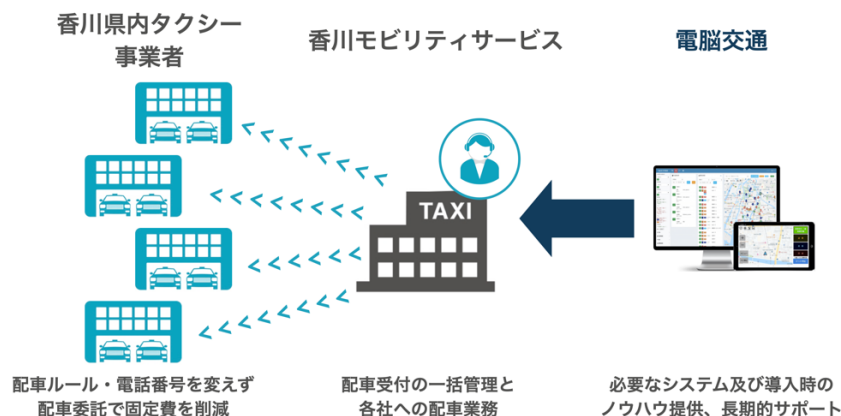 香川県内タクシー
事業者
香川モビリティサービス
電脳交通
TAXI
配車ルール・電話番号を変えず
配車委託で固定費を削減
配車受付の一括管理と
各社への配車業務
必要なシステム及び導入時の
ノウハウ提供、長期的サポート